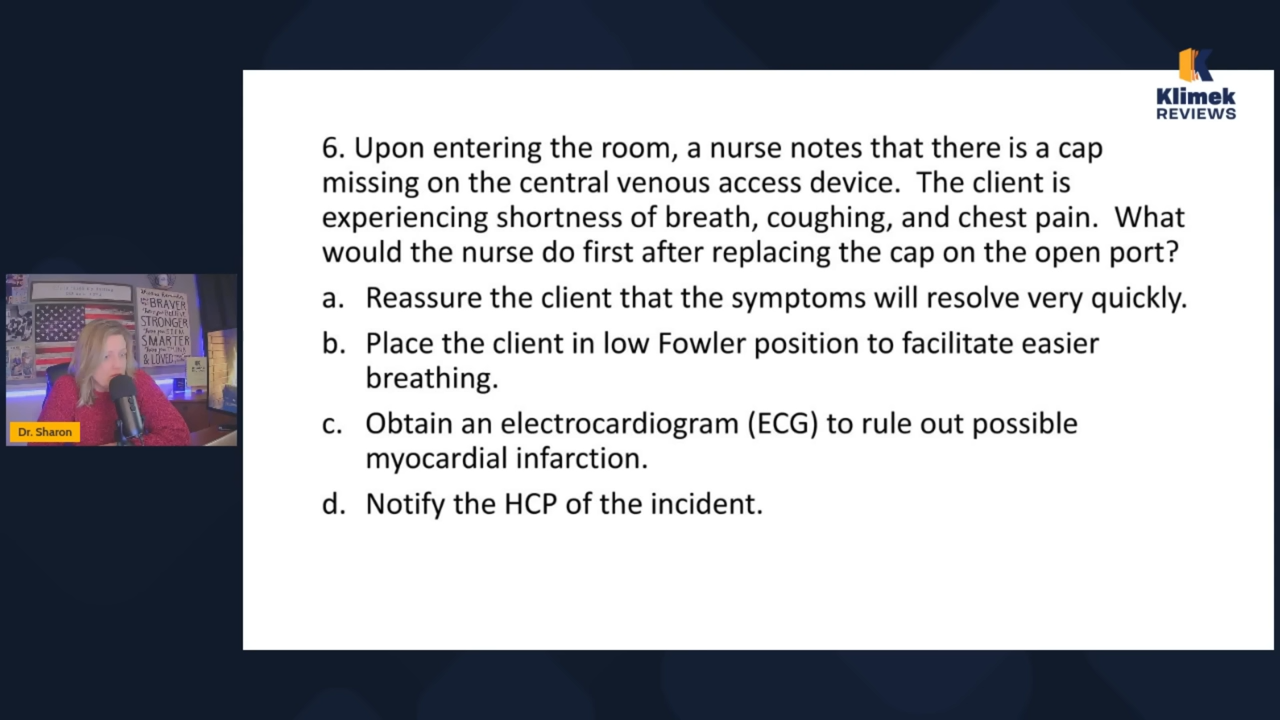 Klimek
REVIEWS
6. Upon entering the room, a nurse notes that there is a cap
missing on the central venous access device. The client is
experiencing shortness of breath, coughing, and chest pain. What
would the nurse do first after replacing the cap on the open port?
a. Reassure the client that the symptoms will resolve very quickly.
b. Place the client in low Fowler position to facilitate easier
breathing.
c. Obtain an electrocardiogram (ECG) to rule out possible
myocardial infarction.
d. Notify the HCP of the incident.
BRAVER
STRONGER
SMARTER
& LOVED
Dr. Sharon